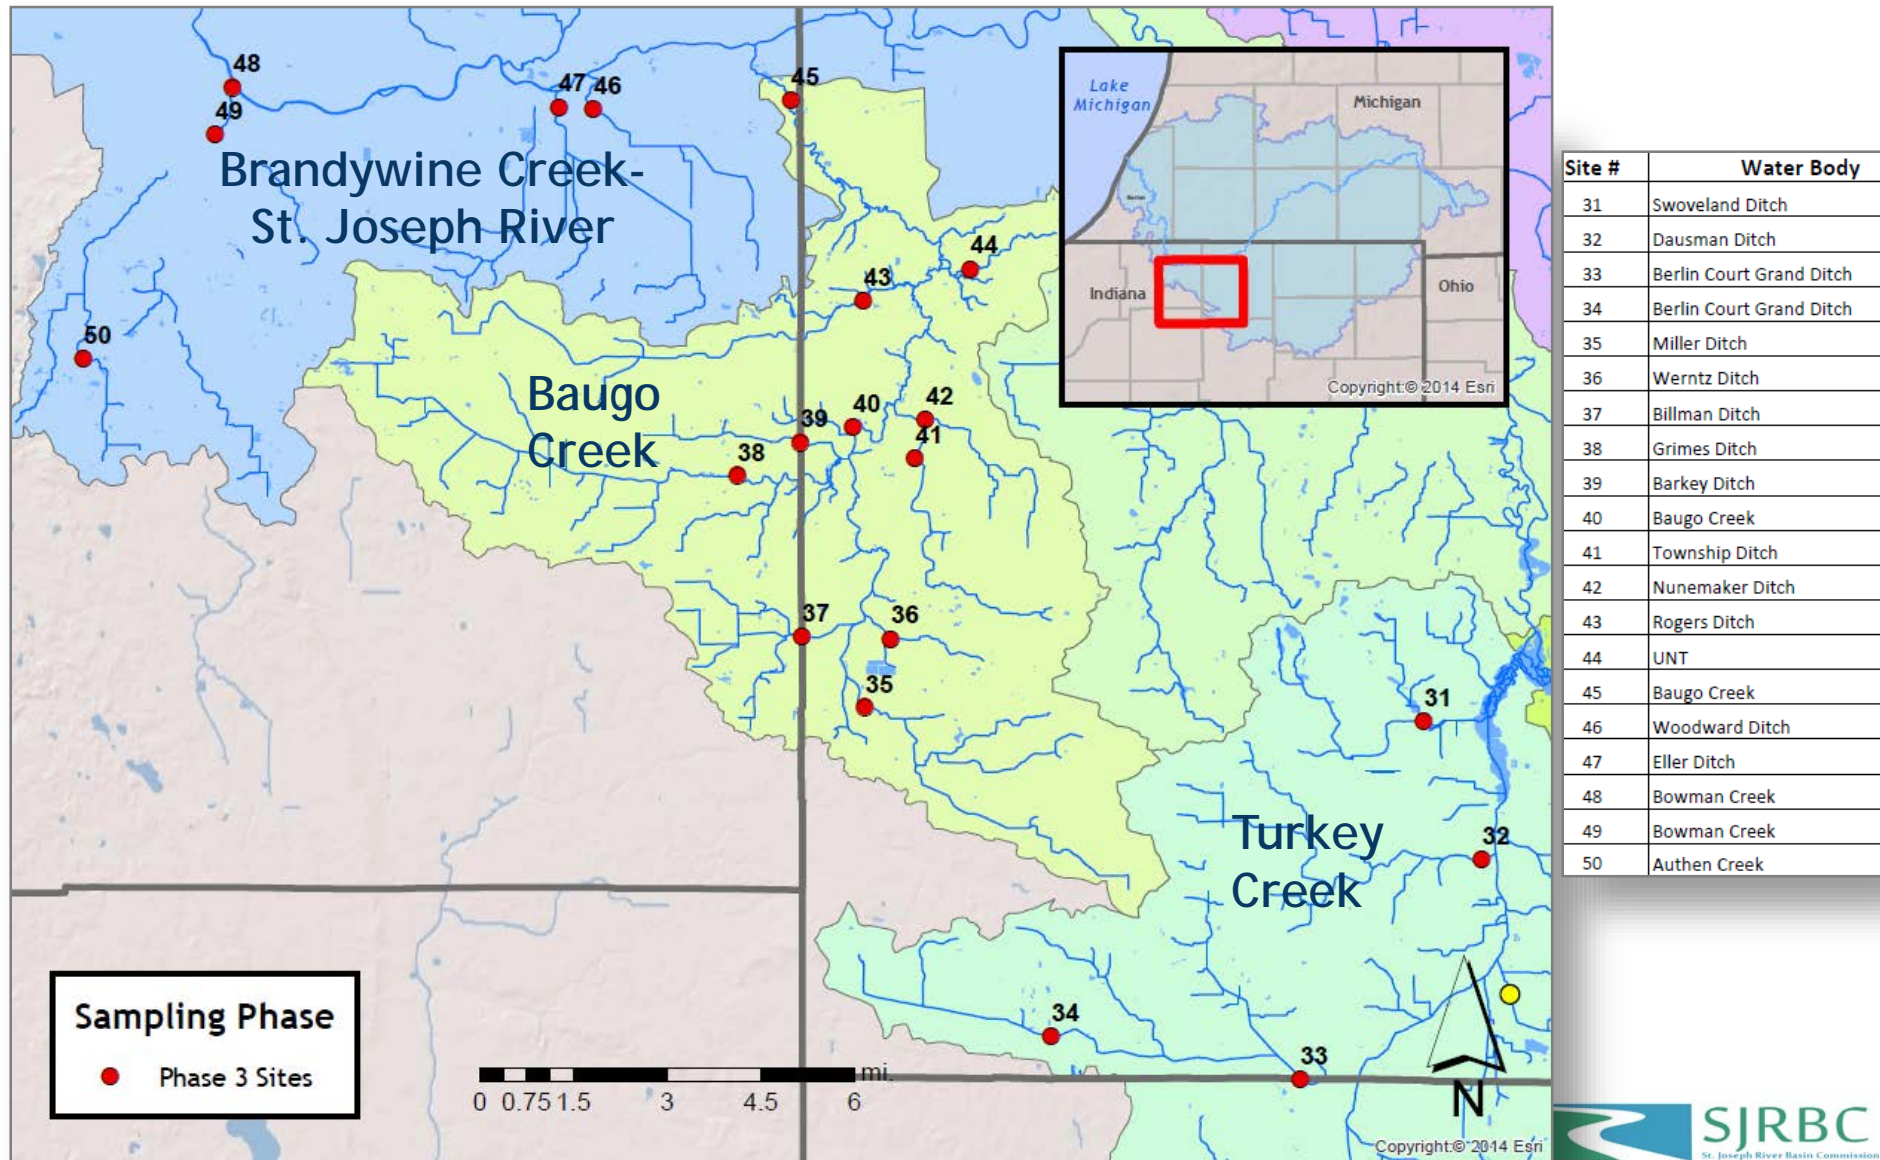 48
47
46
45
49
Brandywine Creek-
St. Joseph River
44
43
50
Baugo
Creek
42
40
39
41
38
37
36
35
31
Turkey
Creek
32
34
33
Lake
Michigan
Michigan
Indiana
Ohio
Copyright:© 2014 Esri
Sampling Phase
Phase 3 Sites
mi.
0 0.75 1.5 3 4.5 6
N
Copyright:© 2014 Esri
Site # Water Body
31 Swoveland Ditch
32 Dausman Ditch
33 Berlin Court Grand Ditch
34 Berlin Court Grand Ditch
35 Miller Ditch
36 Werntz Ditch
37 Billman Ditch
38 Grimes Ditch
39 Barkey Ditch
40 Baugo Creek
41 Township Ditch
42 Nunemaker Ditch
43 Rogers Ditch
44 UNT
45 Baugo Creek
46 Woodward Ditch
47 Eller Ditch
48 Bowman Creek
49 Bowman Creek
50 Authen Creek
SJRBC
St. Joseph River Basin Commission